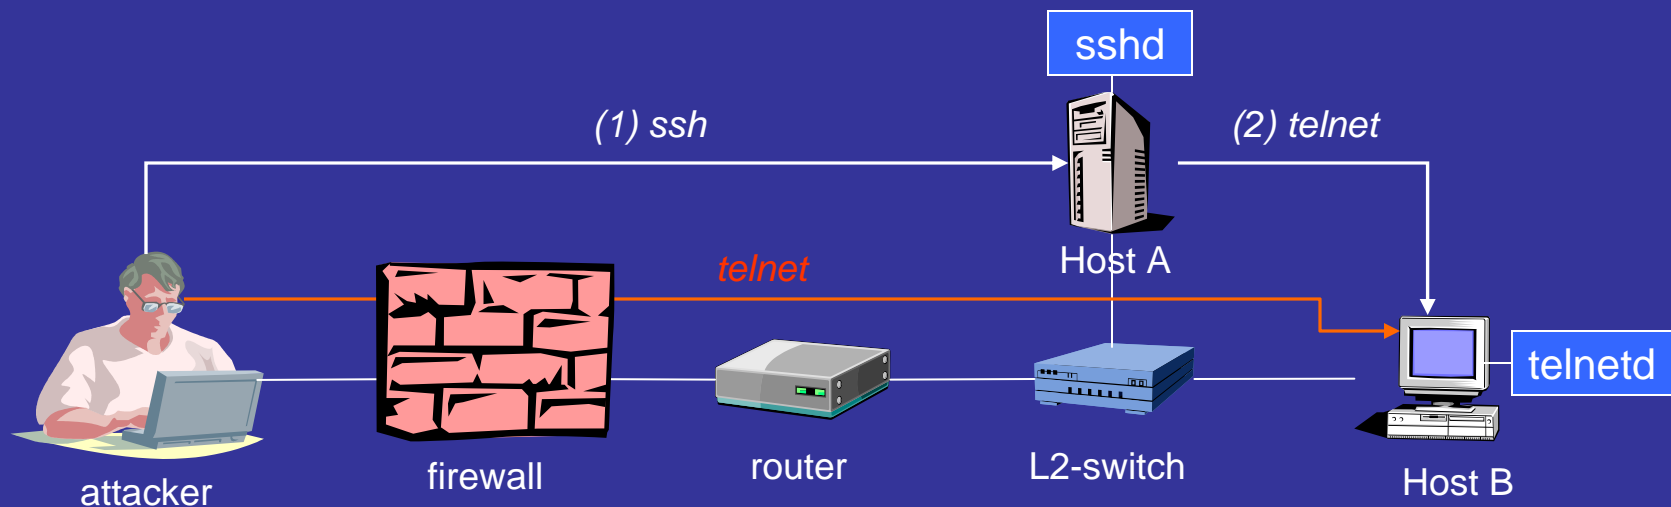 sshd
(1) ssh
(2) telnet
Host A
telnet
telnetd
attacker
firewall
router
L2-switch
Host B